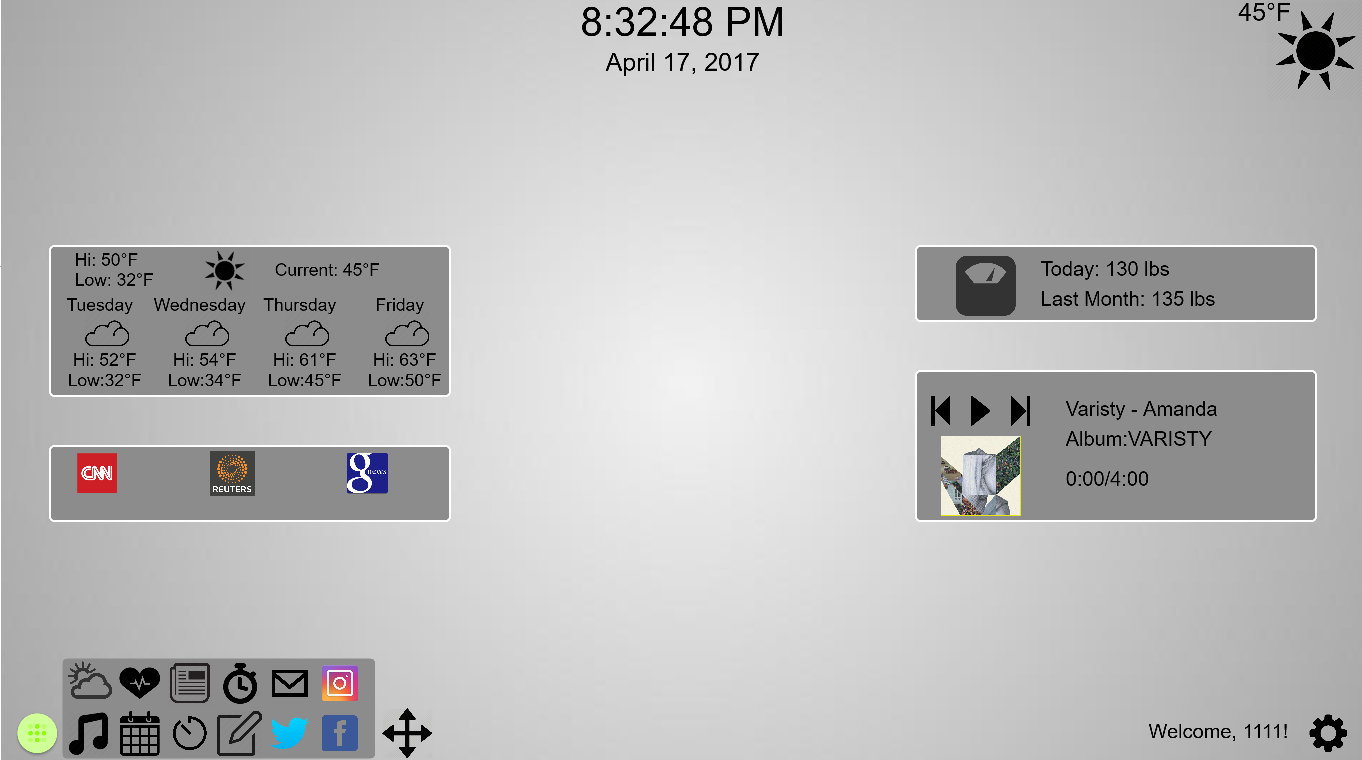 8:32:48 PM
April 17, 2017
45°F
Hi: 50°F
Low: 32°F
Current: 45°F
Tuesday Wednesday Thursday Friday
Hi: 52°F Hi: 54°F Hi: 61°F Hi: 63°F
Low:32°F Low:34°F Low:45°F Low:50°F
CNN
REUTERS
g news
Today: 130 lbs
Last Month: 135 lbs
Varisty - Amanda
Album:VARISTY
0:00/4:00
f
Welcome, 1111!